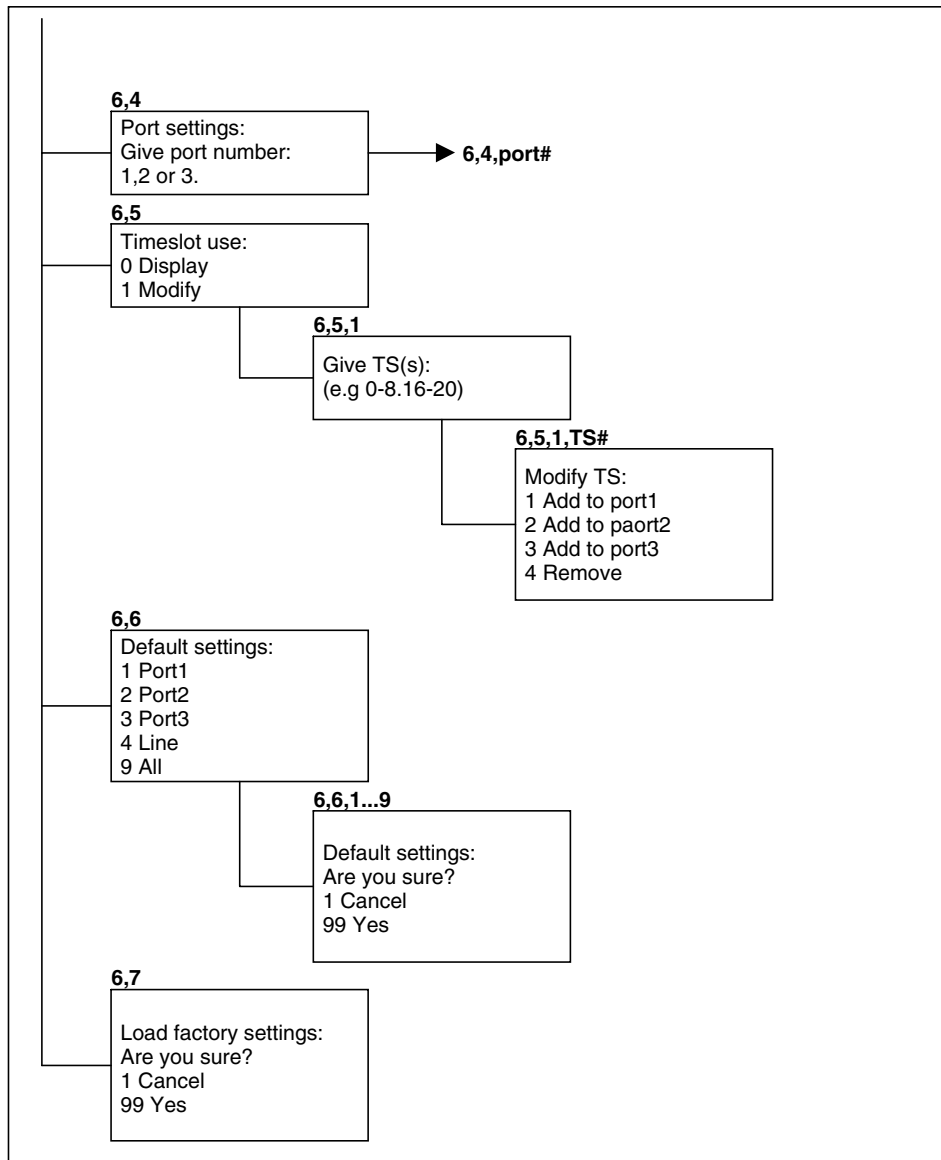 6,4
Port settings:
Give port number:
1,2 or 3.
6,4,port#
6,5
Timeslot use:
0 Display
1 Modify
6,5,1
Give TS(s):
(e.g 0-8.16-20)
6,5,1,TS#
Modify TS:
1 Add to port1
2 Add to paort2
3 Add to port3
4 Remove
6,6
Default settings:
1 Port1
2 Port2
3 Port3
4 Line
9 All
6,6,1...9
Default settings:
Are you sure?
1 Cancel
99 Yes
6,7
Load factory settings:
Are you sure?
1 Cancel
99 Yes